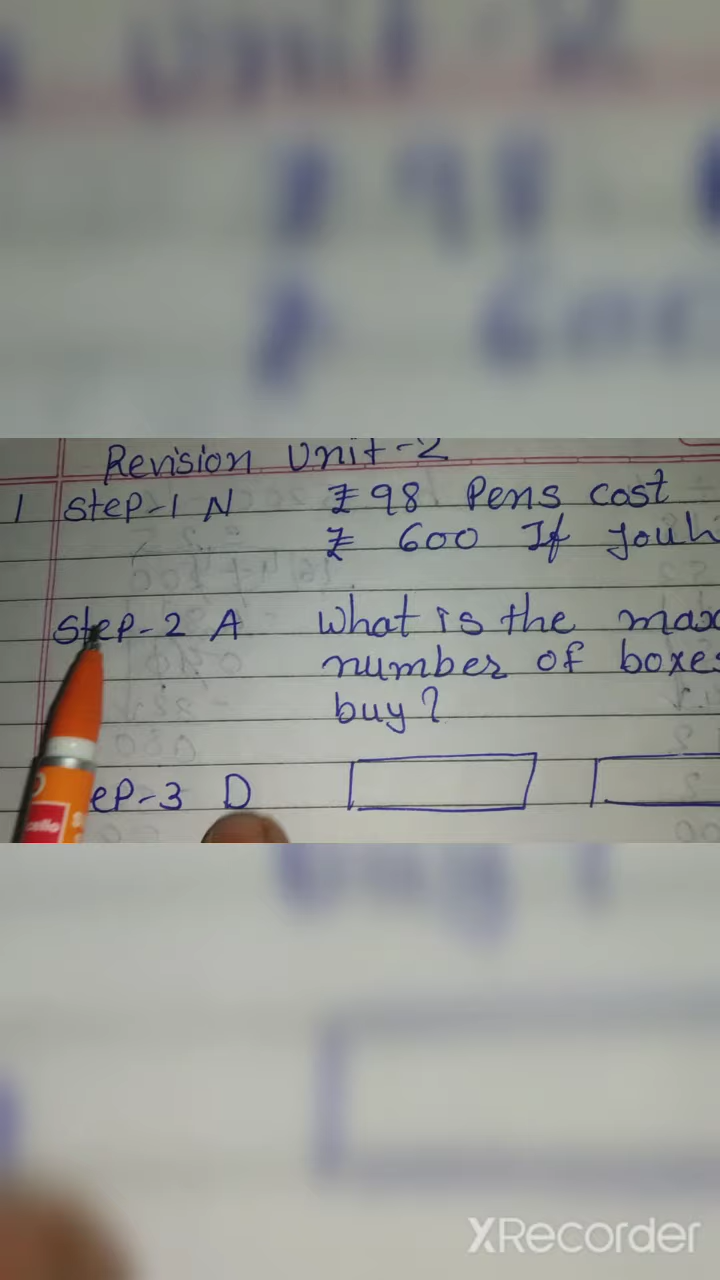 Revision Unit-2
1 Step-1 N ₹ 98 Pens cost
₹ 600 If you
Step-2 A What is the
number of boxes
buy?
eP-3 D
cello
XRecorder